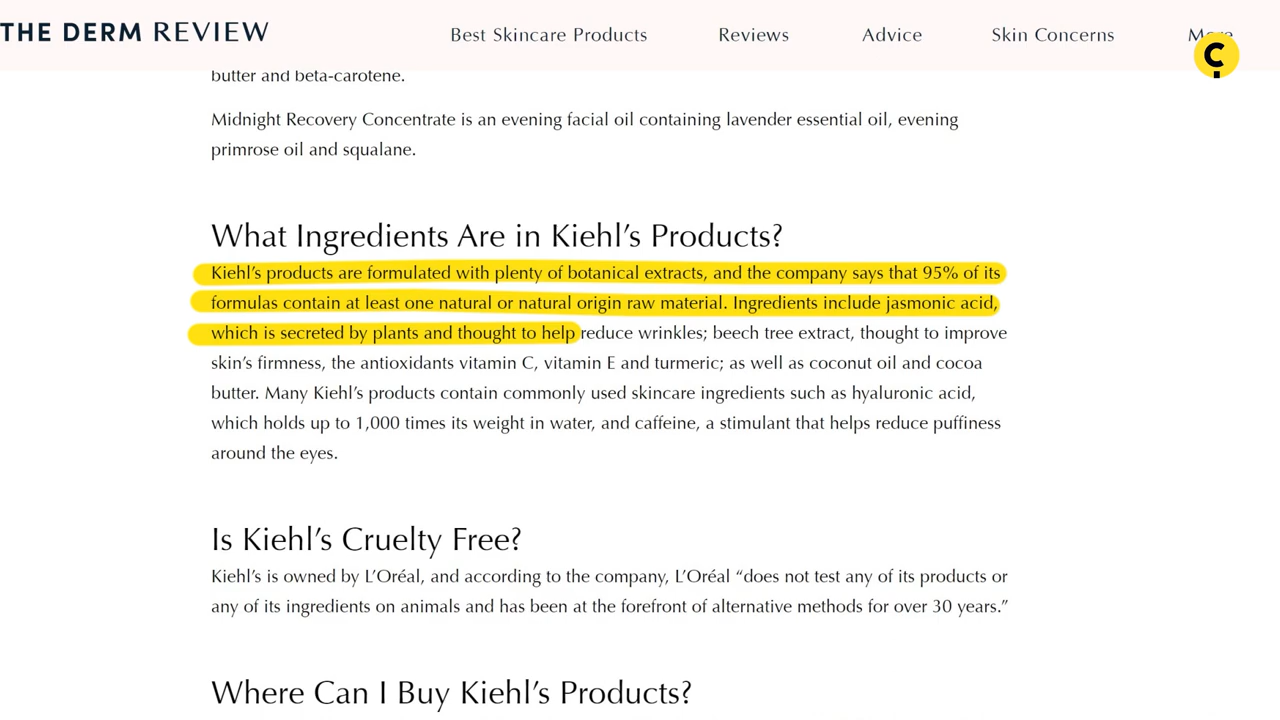 THE DERM REVIEW
Best Skincare Products
Reviews
Advice
Skin Concerns
More
butter and beta-carotene.
Midnight Recovery Concentrate is an evening facial oil containing lavender essential oil, evening
primrose oil and squalane.
What Ingredients Are in Kiehl’s Products?
Kiehl’s products are formulated with plenty of botanical extracts, and the company says that 95% of its
formulas contain at least one natural or natural origin raw material. Ingredients include jasmonic acid,
which is secreted by plants and thought to help reduce wrinkles; beech tree extract, thought to improve
skin’s firmness, the antioxidants vitamin C, vitamin E and turmeric; as well as coconut oil and cocoa
butter. Many Kiehl’s products contain commonly used skincare ingredients such as hyaluronic acid,
which holds up to 1,000 times its weight in water, and caffeine, a stimulant that helps reduce puffiness
around the eyes.
Is Kiehl’s Cruelty Free?
Kiehl’s is owned by L’Oréal, and according to the company, L’Oréal “does not test any of its products or
any of its ingredients on animals and has been at the forefront of alternative methods for over 30 years.”
Where Can I Buy Kiehl’s Products?